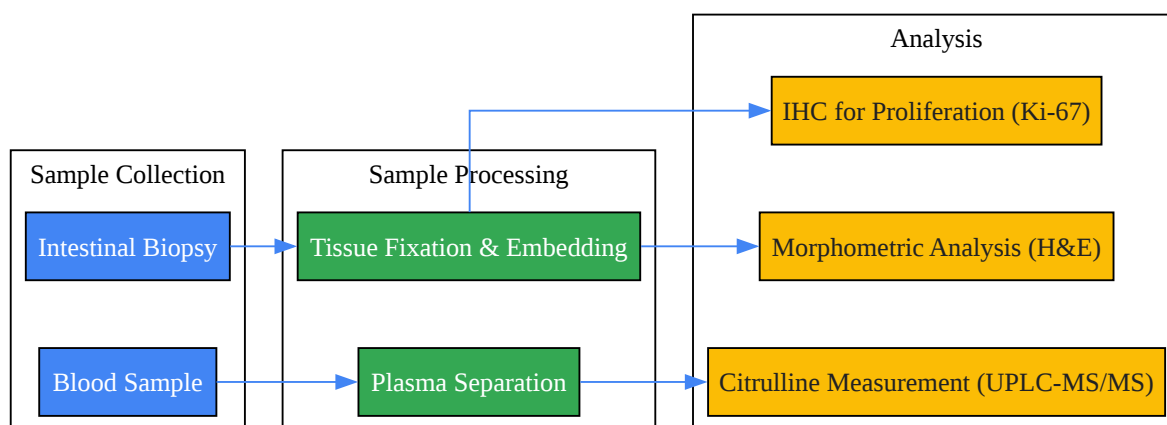 Sample Collection
Intestinal Biopsy
Blood Sample
Sample Processing
Tissue Fixation & Embedding
Plasma Separation
Analysis
IHC for Proliferation (Ki-67)
Morphometric Analysis (H&E)
Citrulline Measurement (UPLC-MS/MS)